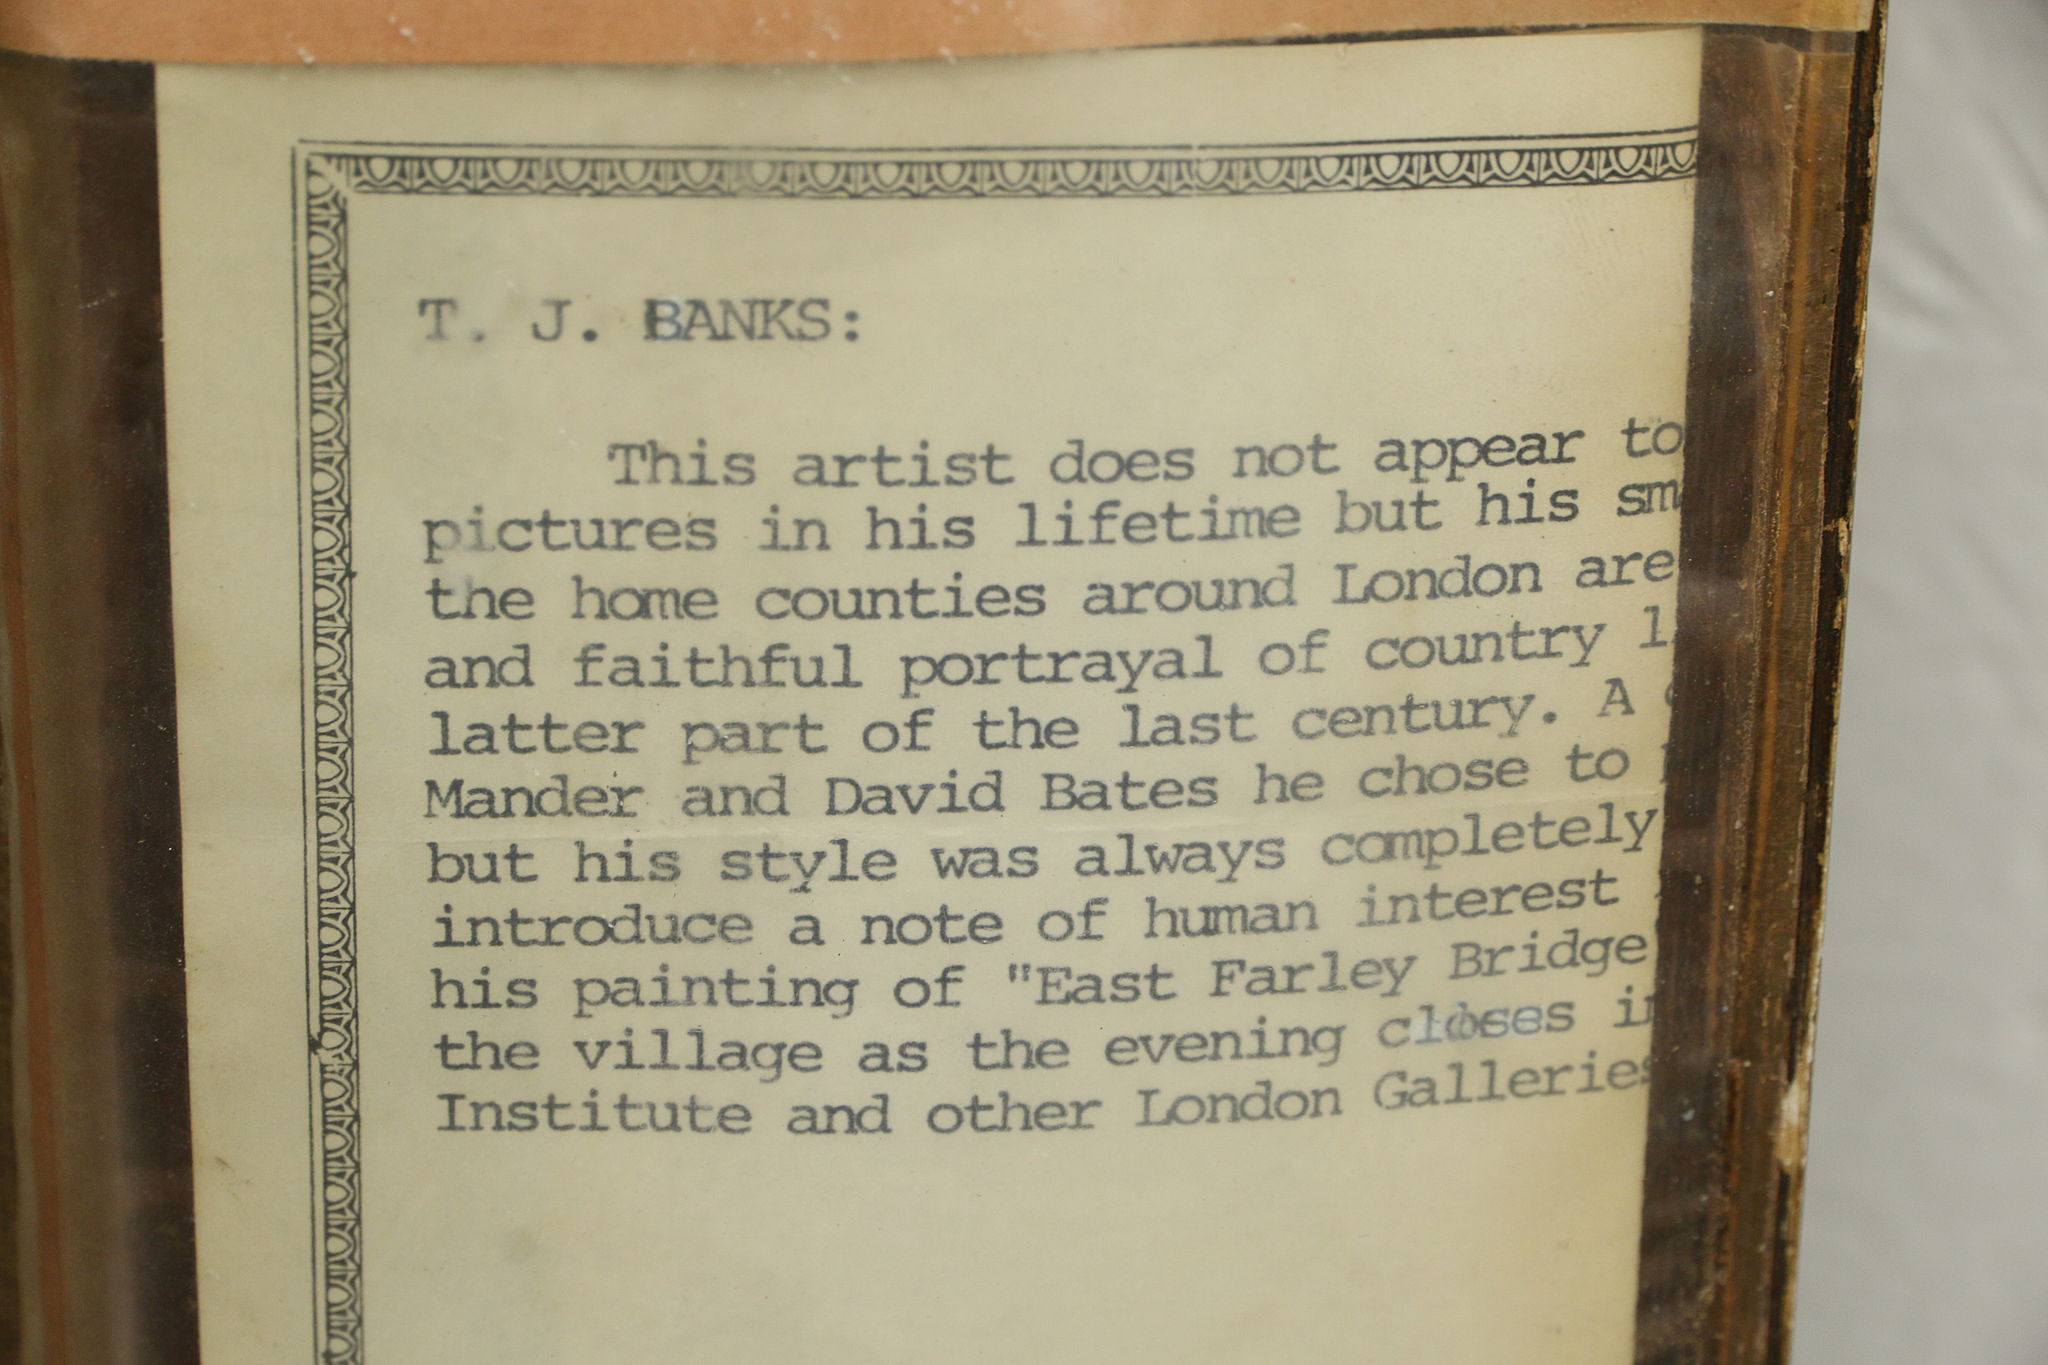 T. J. BANKS:
This artist does not appear to
pictures in his lifetime but his
the home counties around London are
and faithful portrayal of country
latter part of the last century. A
Mander and David Bates he chose to
but his style was always completely
introduce a note of human interest
his painting of "East Farley Bridge
the village as the evening closes
Institute and other London Galleries